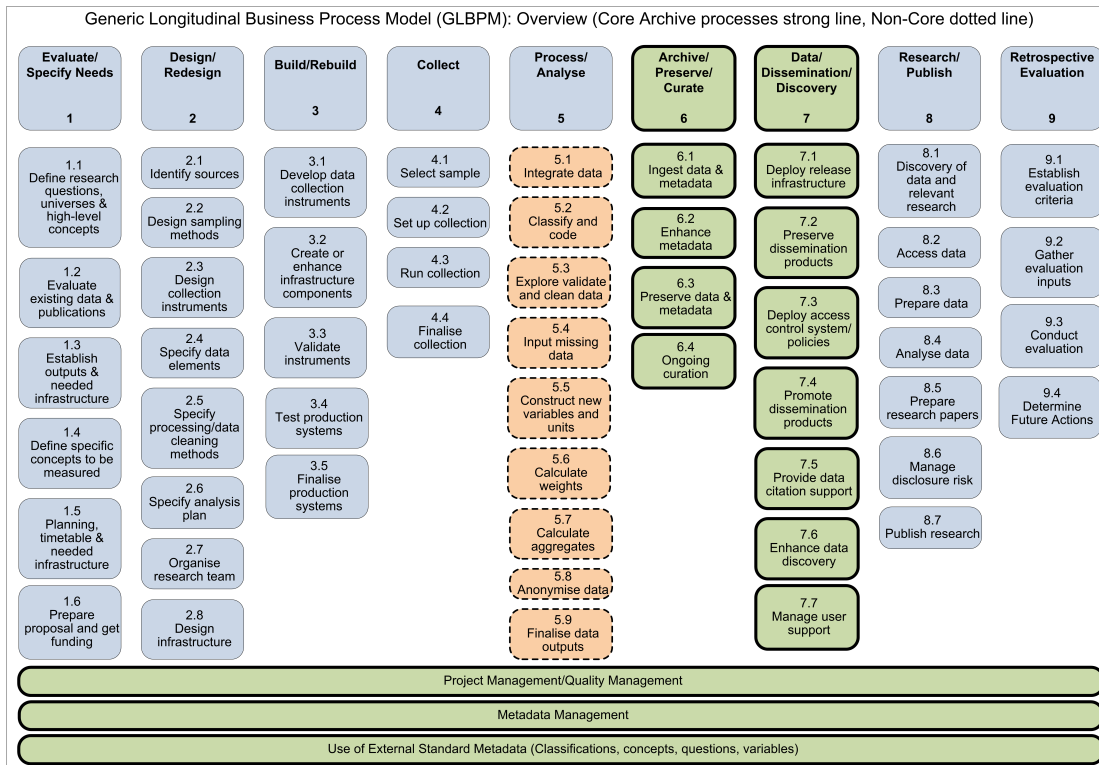 Generic Longitudinal Business Process Model (GLBPM): Overview (Core Archive processes strong line, Non-Core dotted line)
Evaluate/
Specify Needs
1
1.1
Define research
questions,
universes &
high-level
concepts
1.2
Evaluate
existing data &
publications
1.3
Establish
outputs &
needed
infrastructure
1.4
Define specific
concepts to be
measured
1.5
Planning,
timetable &
needed
infrastructure
1.6
Prepare
proposal and get
funding
Design/
Redesign
2
2.1
Identify sources
2.2
Design sampling
methods
2.3
Design
collection
instruments
2.4
Specify data
elements
2.5
Specify
processing/data
cleaning
methods
2.6
Specify analysis
plan
2.7
Organise
research team
2.8
Design
infrastructure
Build/Rebuild
3
3.1
Develop data
collection
instruments
3.2
Create or
enhance
infrastructure
components
3.3
Validate
instruments
3.4
Test production
systems
3.5
Finalise
production
systems
Collect
4
4.1
Select sample
4.2
Set up collection
4.3
Run collection
4.4
Finalise
collection
Process/
Analyse
5
5.1
Integrate data
5.2
Classify and
code
5.3
Explore validate
and clean data
5.4
Input missing
data
5.5
Construct new
variables and
units
5.6
Calculate
weights
5.7
Calculate
aggregates
5.8
Anonymise data
5.9
Finalise data
outputs
Archive/
Preserve/
Curate
6
6.1
Ingest data &
metadata
6.2
Enhance
metadata
6.3
Preserve data &
metadata
6.4
Ongoing
curation
Data/
Dissemination/
Discovery
7
7.1
Deploy release
infrastructure
7.2
Preserve
dissemination
products
7.3
Deploy access
control system/
policies
7.4
Promote
dissemination
products
7.5
Provide data
citation support
7.6
Enhance data
discovery
7.7
Manage user
support
Research/
Publish
8
8.1
Discovery of
data and
relevant
research
8.2
Access data
8.3
Prepare data
8.4
Analyse data
8.5
Prepare
research papers
8.6
Manage
disclosure risk
8.7
Publish research
Retrospective
Evaluation
9
9.1
Establish
evaluation
criteria
9.2
Gather
evaluation
inputs
9.3
Conduct
evaluation
9.4
Determine
Future Actions
Project Management/Quality Management
Metadata Management
Use of External Standard Metadata (Classifications, concepts, questions, variables)